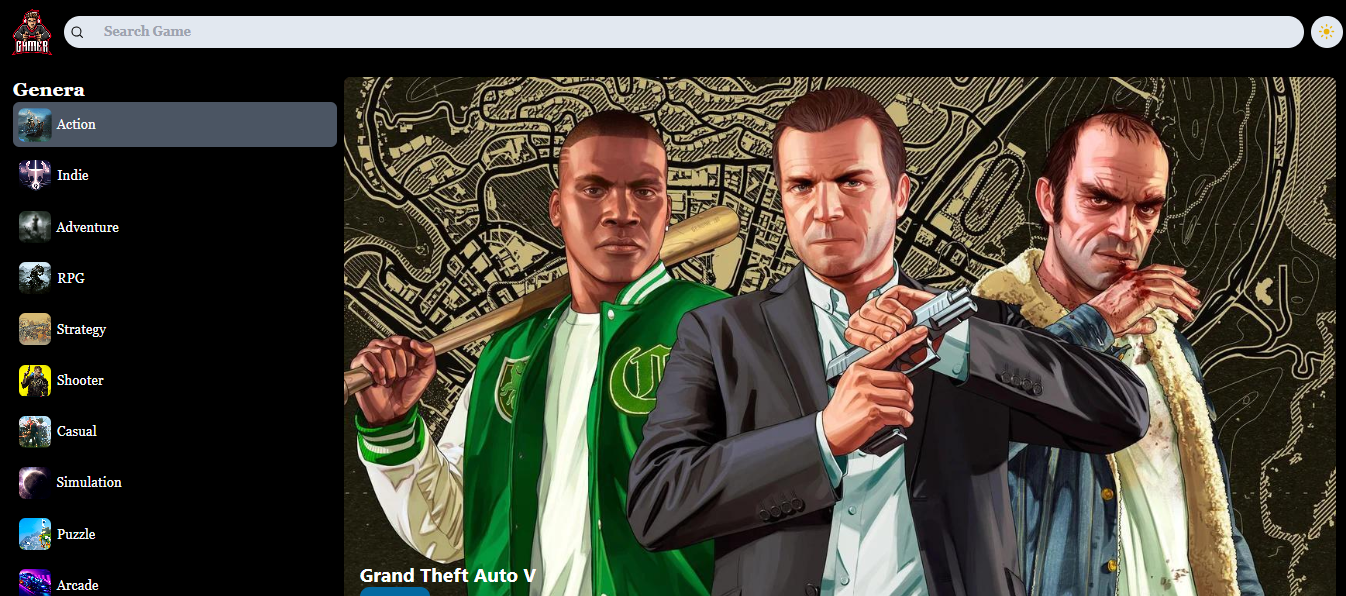 GAMER
Search Game
Genera
Action
Indie
Adventure
RPG
Strategy
Shooter
Casual
Simulation
Puzzle
Arcade
Grand Theft Auto V